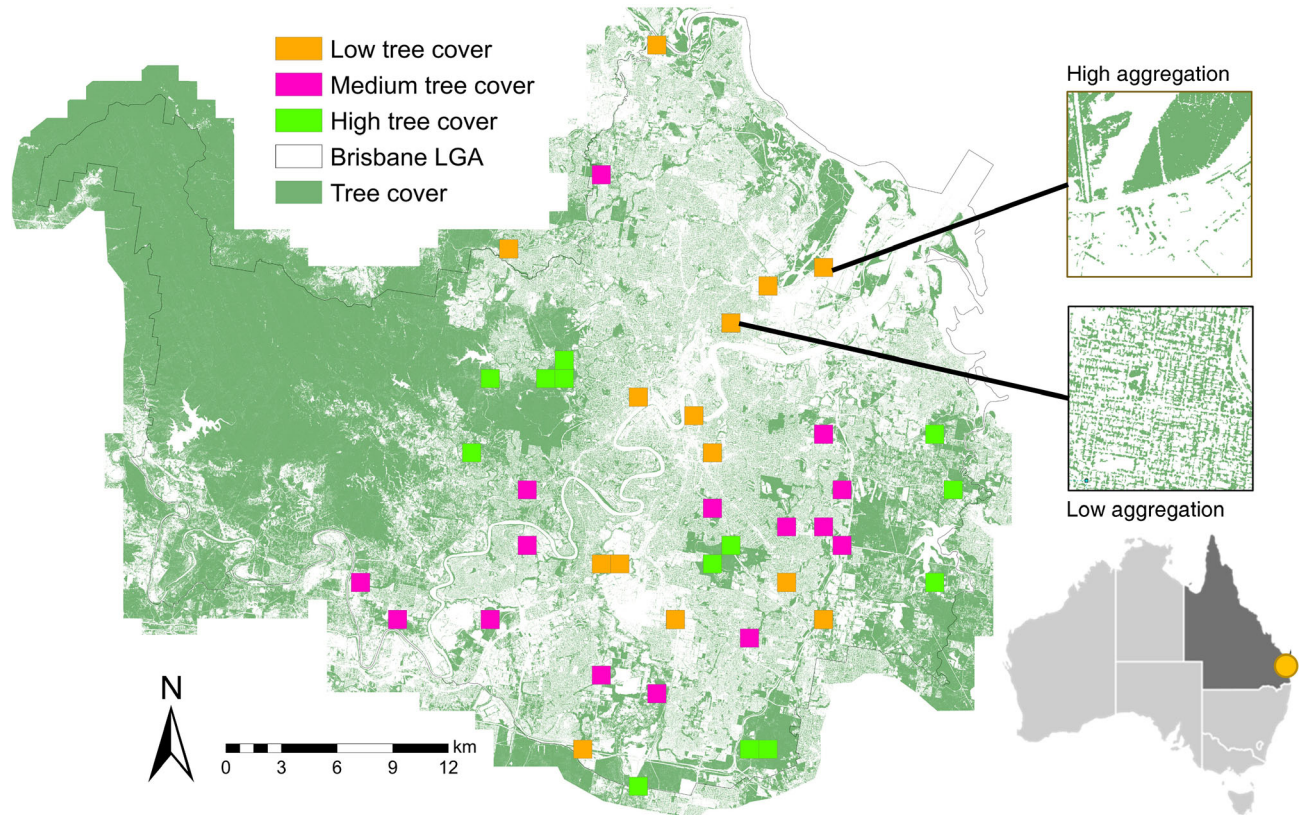 Low tree cover
Medium tree cover
High tree cover
Brisbane LGA
Tree cover
High aggregation
Low aggregation
N
km
0 3 6 9 12